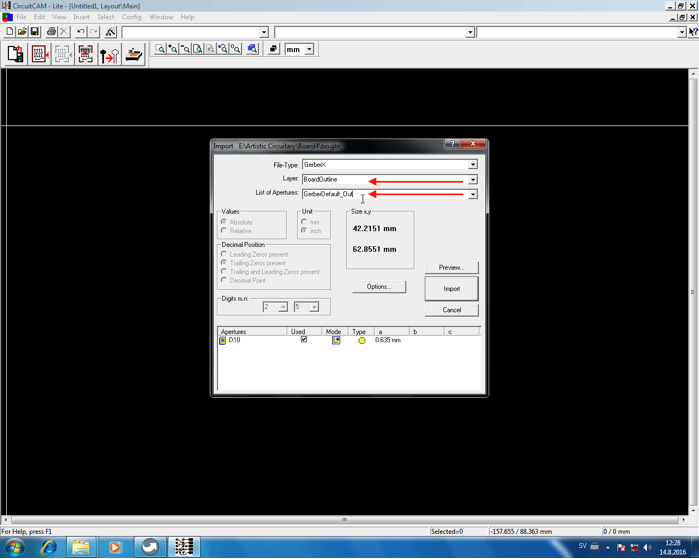 CircuitCAM - Lite - [Untitled1, Layout\Main]
File Edit View Insert Select Config Window Help
mm
Import E:\Artistic Circuitary\Board4\bo.gbr
File-Type: GerberX
Layer: BoardOutline
List of Apertures: GerberDefault_Out
Values
Absolute
Relative
Unit
mm
inch
Size x,y
42.2151 mm
62.8551 mm
Decimal Position
Leading Zeros present
Trailing Zeros present
Trailing and Leading Zeros present
Decimal Point
Digits m.n:
2 5
Preview...
Options...
Import
Cancel
Apertures Used Mode Type a b c
D10 0.635 mm
For Help, press F1
Selected=0
-157.655 / 88.363 mm
0 / 0 mm
SV
12:28
14.8.2016